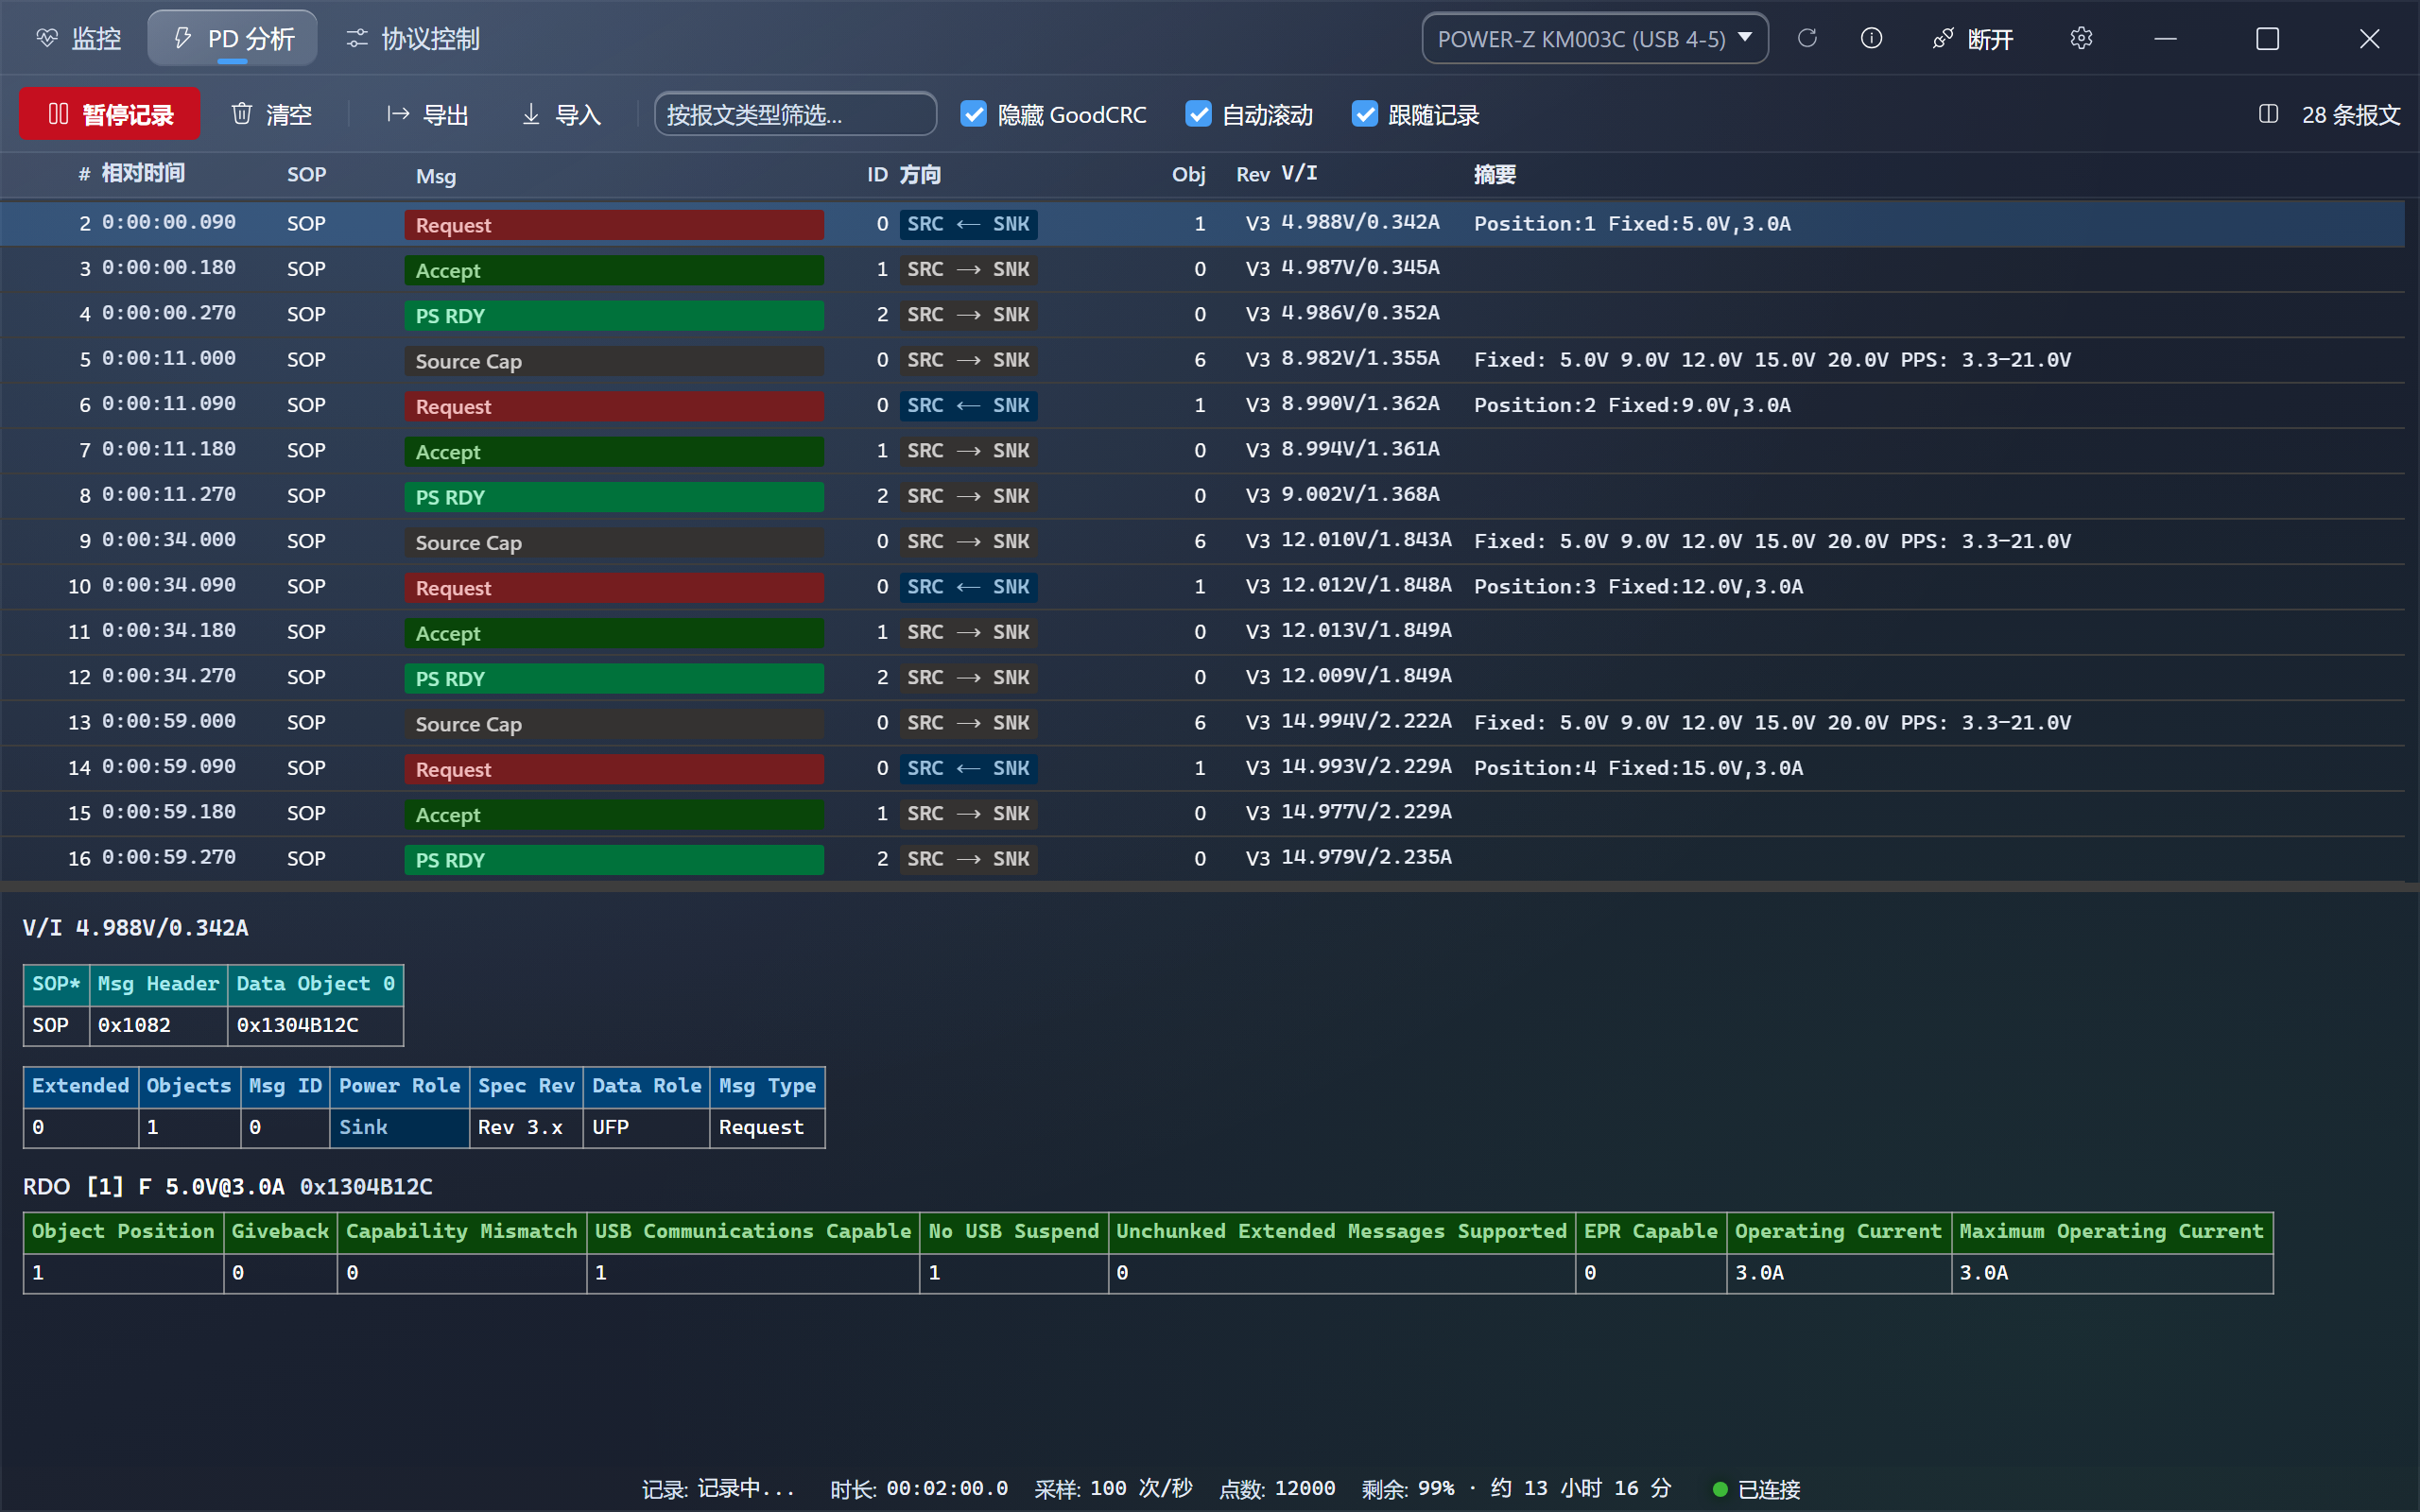 监控 PD 分析 协议控制 POWER-Z KM003C (USB 4-5) 断开
暂停记录 清空 导出 导入 按报文类型筛选... 隐藏 GoodCRC 自动滚动 跟随记录 28 条报文
# 相对时间 SOP Msg ID 方向 Obj Rev V/I 摘要
2 0:00:00.090 SOP Request 0 SRC ← SNK 1 V3 4.988V/0.342A Position:1 Fixed:5.0V,3.0A
3 0:00:00.180 SOP Accept 1 SRC → SNK 0 V3 4.987V/0.345A
4 0:00:00.270 SOP PS RDY 2 SRC → SNK 0 V3 4.986V/0.352A
5 0:00:11.000 SOP Source Cap 0 SRC → SNK 6 V3 8.982V/1.355A Fixed: 5.0V 9.0V 12.0V 15.0V 20.0V PPS: 3.3-21.0V
6 0:00:11.090 SOP Request 0 SRC ← SNK 1 V3 8.990V/1.362A Position:2 Fixed:9.0V,3.0A
7 0:00:11.180 SOP Accept 1 SRC → SNK 0 V3 8.994V/1.361A
8 0:00:11.270 SOP PS RDY 2 SRC → SNK 0 V3 9.002V/1.368A
9 0:00:34.000 SOP Source Cap 0 SRC → SNK 6 V3 12.010V/1.843A Fixed: 5.0V 9.0V 12.0V 15.0V 20.0V PPS: 3.3-21.0V
10 0:00:34.090 SOP Request 0 SRC ← SNK 1 V3 12.012V/1.848A Position:3 Fixed:12.0V,3.0A
11 0:00:34.180 SOP Accept 1 SRC → SNK 0 V3 12.013V/1.849A
12 0:00:34.270 SOP PS RDY 2 SRC → SNK 0 V3 12.009V/1.849A
13 0:00:59.000 SOP Source Cap 0 SRC → SNK 6 V3 14.994V/2.222A Fixed: 5.0V 9.0V 12.0V 15.0V 20.0V PPS: 3.3-21.0V
14 0:00:59.090 SOP Request 0 SRC ← SNK 1 V3 14.993V/2.229A Position:4 Fixed:15.0V,3.0A
15 0:00:59.180 SOP Accept 1 SRC → SNK 0 V3 14.977V/2.229A
16 0:00:59.270 SOP PS RDY 2 SRC → SNK 0 V3 14.979V/2.235A
V/I 4.988V/0.342A
SOP* Msg Header Data Object 0
SOP 0x1082 0x1304B12C
Extended Objects Msg ID Power Role Spec Rev Data Role Msg Type
0 1 0 Sink Rev 3.x UFP Request
RDO [1] F 5.0V@3.0A 0x1304B12C
Object Position Giveback Capability Mismatch USB Communications Capable No USB Suspend Unchunked Extended Messages Supported EPR Capable Operating Current Maximum Operating Current
1 0 0 1 1 0 0 3.0A 3.0A
记录: 记录中... 时长: 00:02:00.0 采样: 100 次/秒 点数: 12000 剩余: 99% · 约 13 小时 16 分 已连接